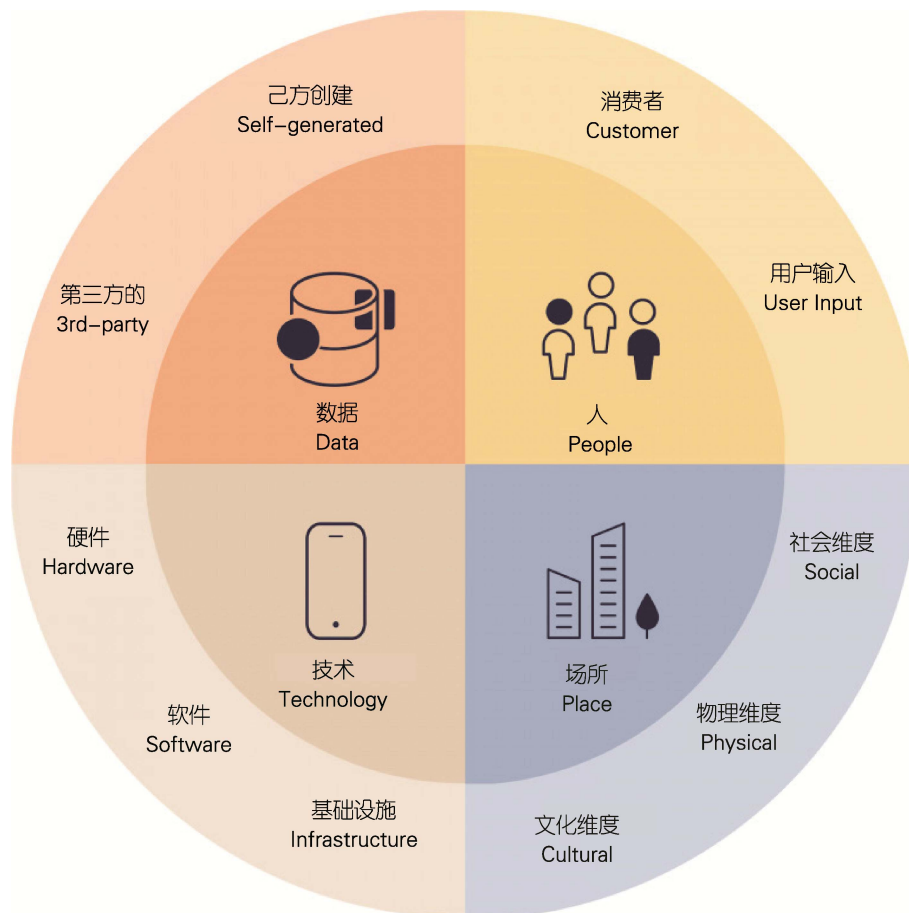 己方创建
Self-generated
消费者
Customer
第三方的
3rd-party
用户输入
User Input
数据
Data
人
People
硬件
Hardware
社会维度
Social
技术
Technology
场所
Place
软件
Software
物理维度
Physical
基础设施
Infrastructure
文化维度
Cultural